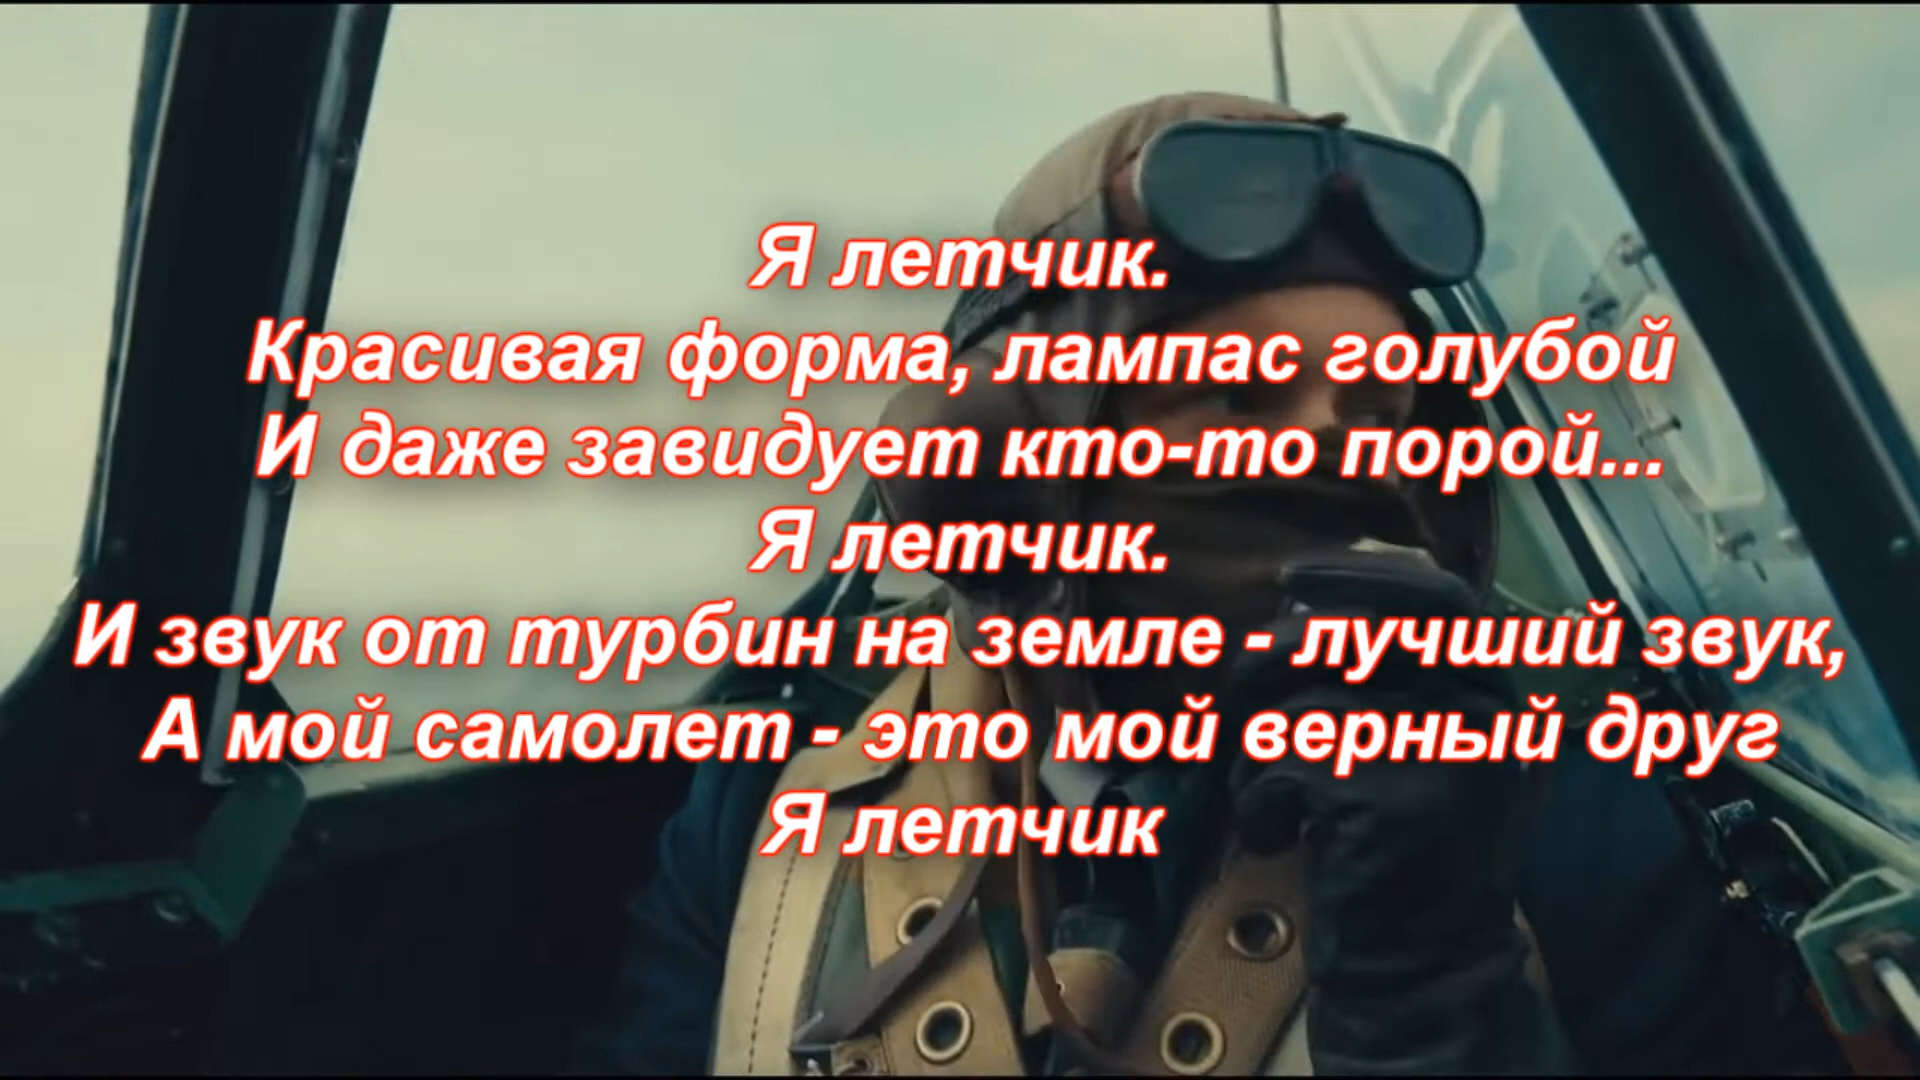 Я летчик.
Красивая форма, лампас голубой
И даже завидует кто-то порой...
Я летчик.
И звук от турбин на земле - лучший звук,
А мой самолет - это мой верный друг
Я летчик